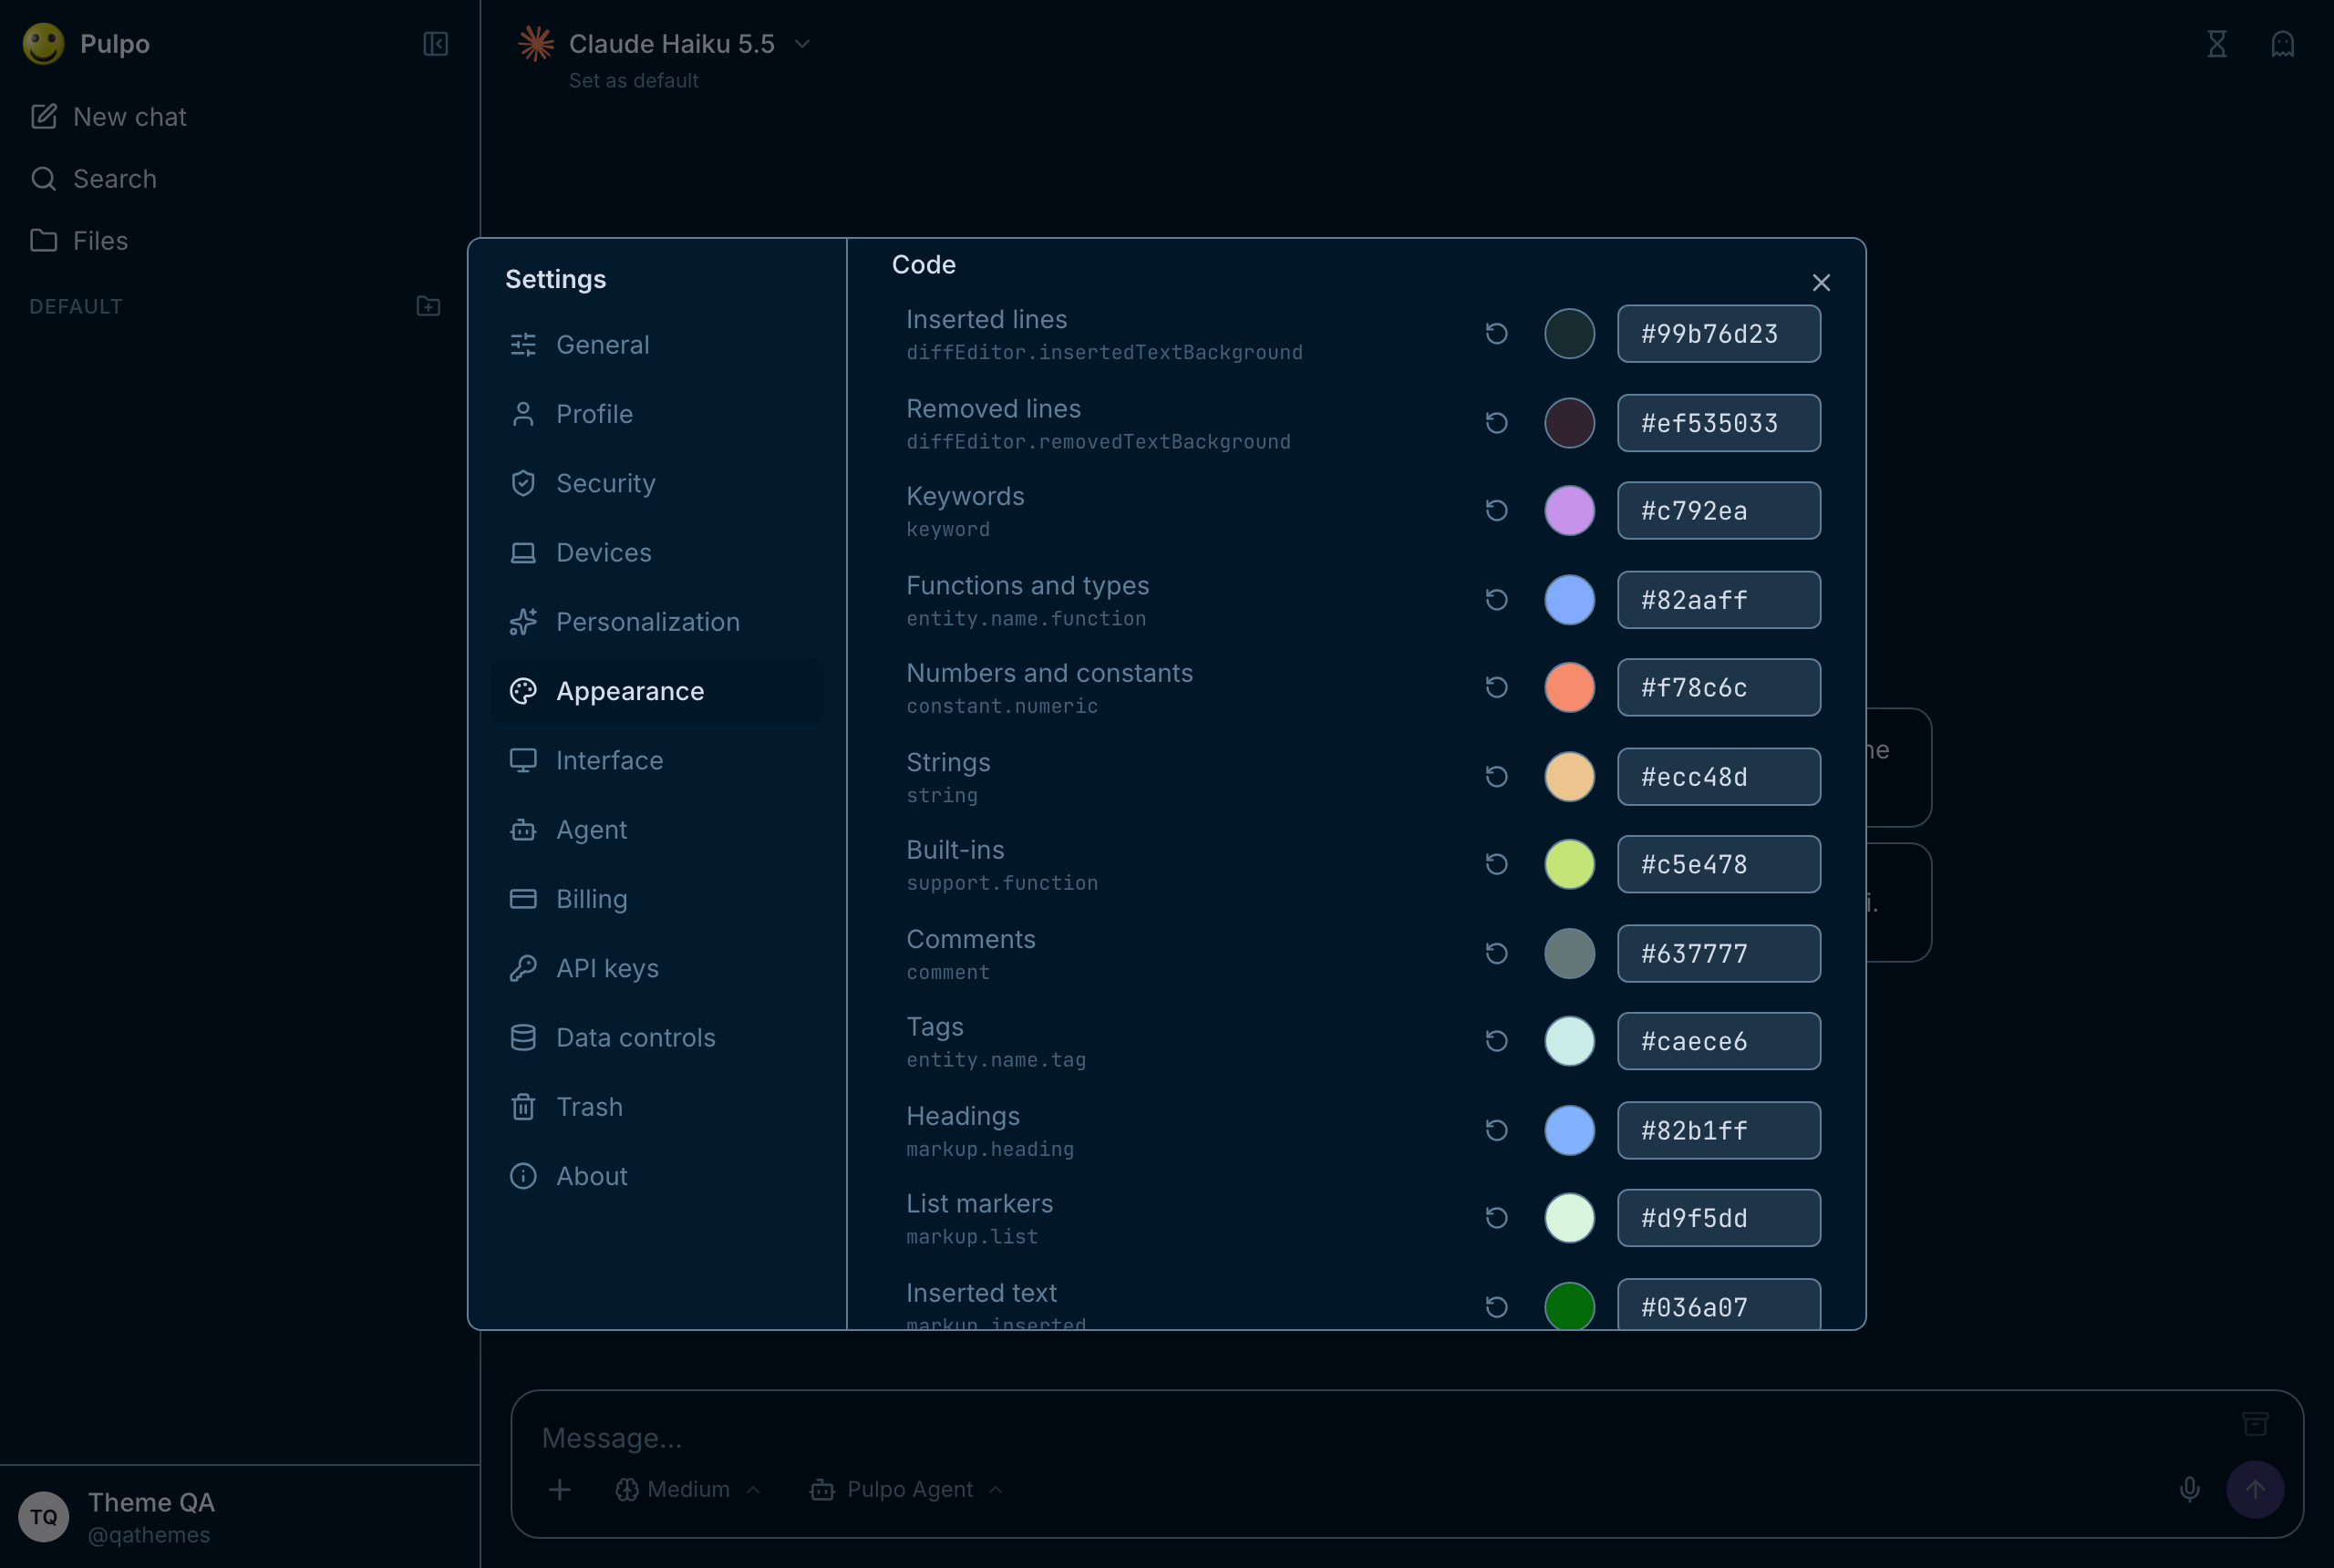 Pulpo
New chat
Search
Files
DEFAULT
Theme QA
TQ
@qathemes
Claude Haiku 5.5
Set as default
Settings
General
Profile
Security
Devices
Personalization
Appearance
Interface
Agent
Billing
API keys
Data controls
Trash
About
Code
Inserted lines
diffEditor.insertedTextBackground
#99b76d23
Removed lines
diffEditor.removedTextBackground
#ef535033
Keywords
keyword
#c792ea
Functions and types
entity.name.function
#82aaff
Numbers and constants
constant.numeric
#f78c6c
Strings
string
#ecc48d
Built-ins
support.function
#c5e478
Comments
comment
#637777
Tags
entity.name.tag
#caece6
Headings
markup.heading
#82b1ff
List markers
markup.list
#d9f5dd
Inserted text
markup.inserted
#036a07
Message...
Medium
Pulpo Agent